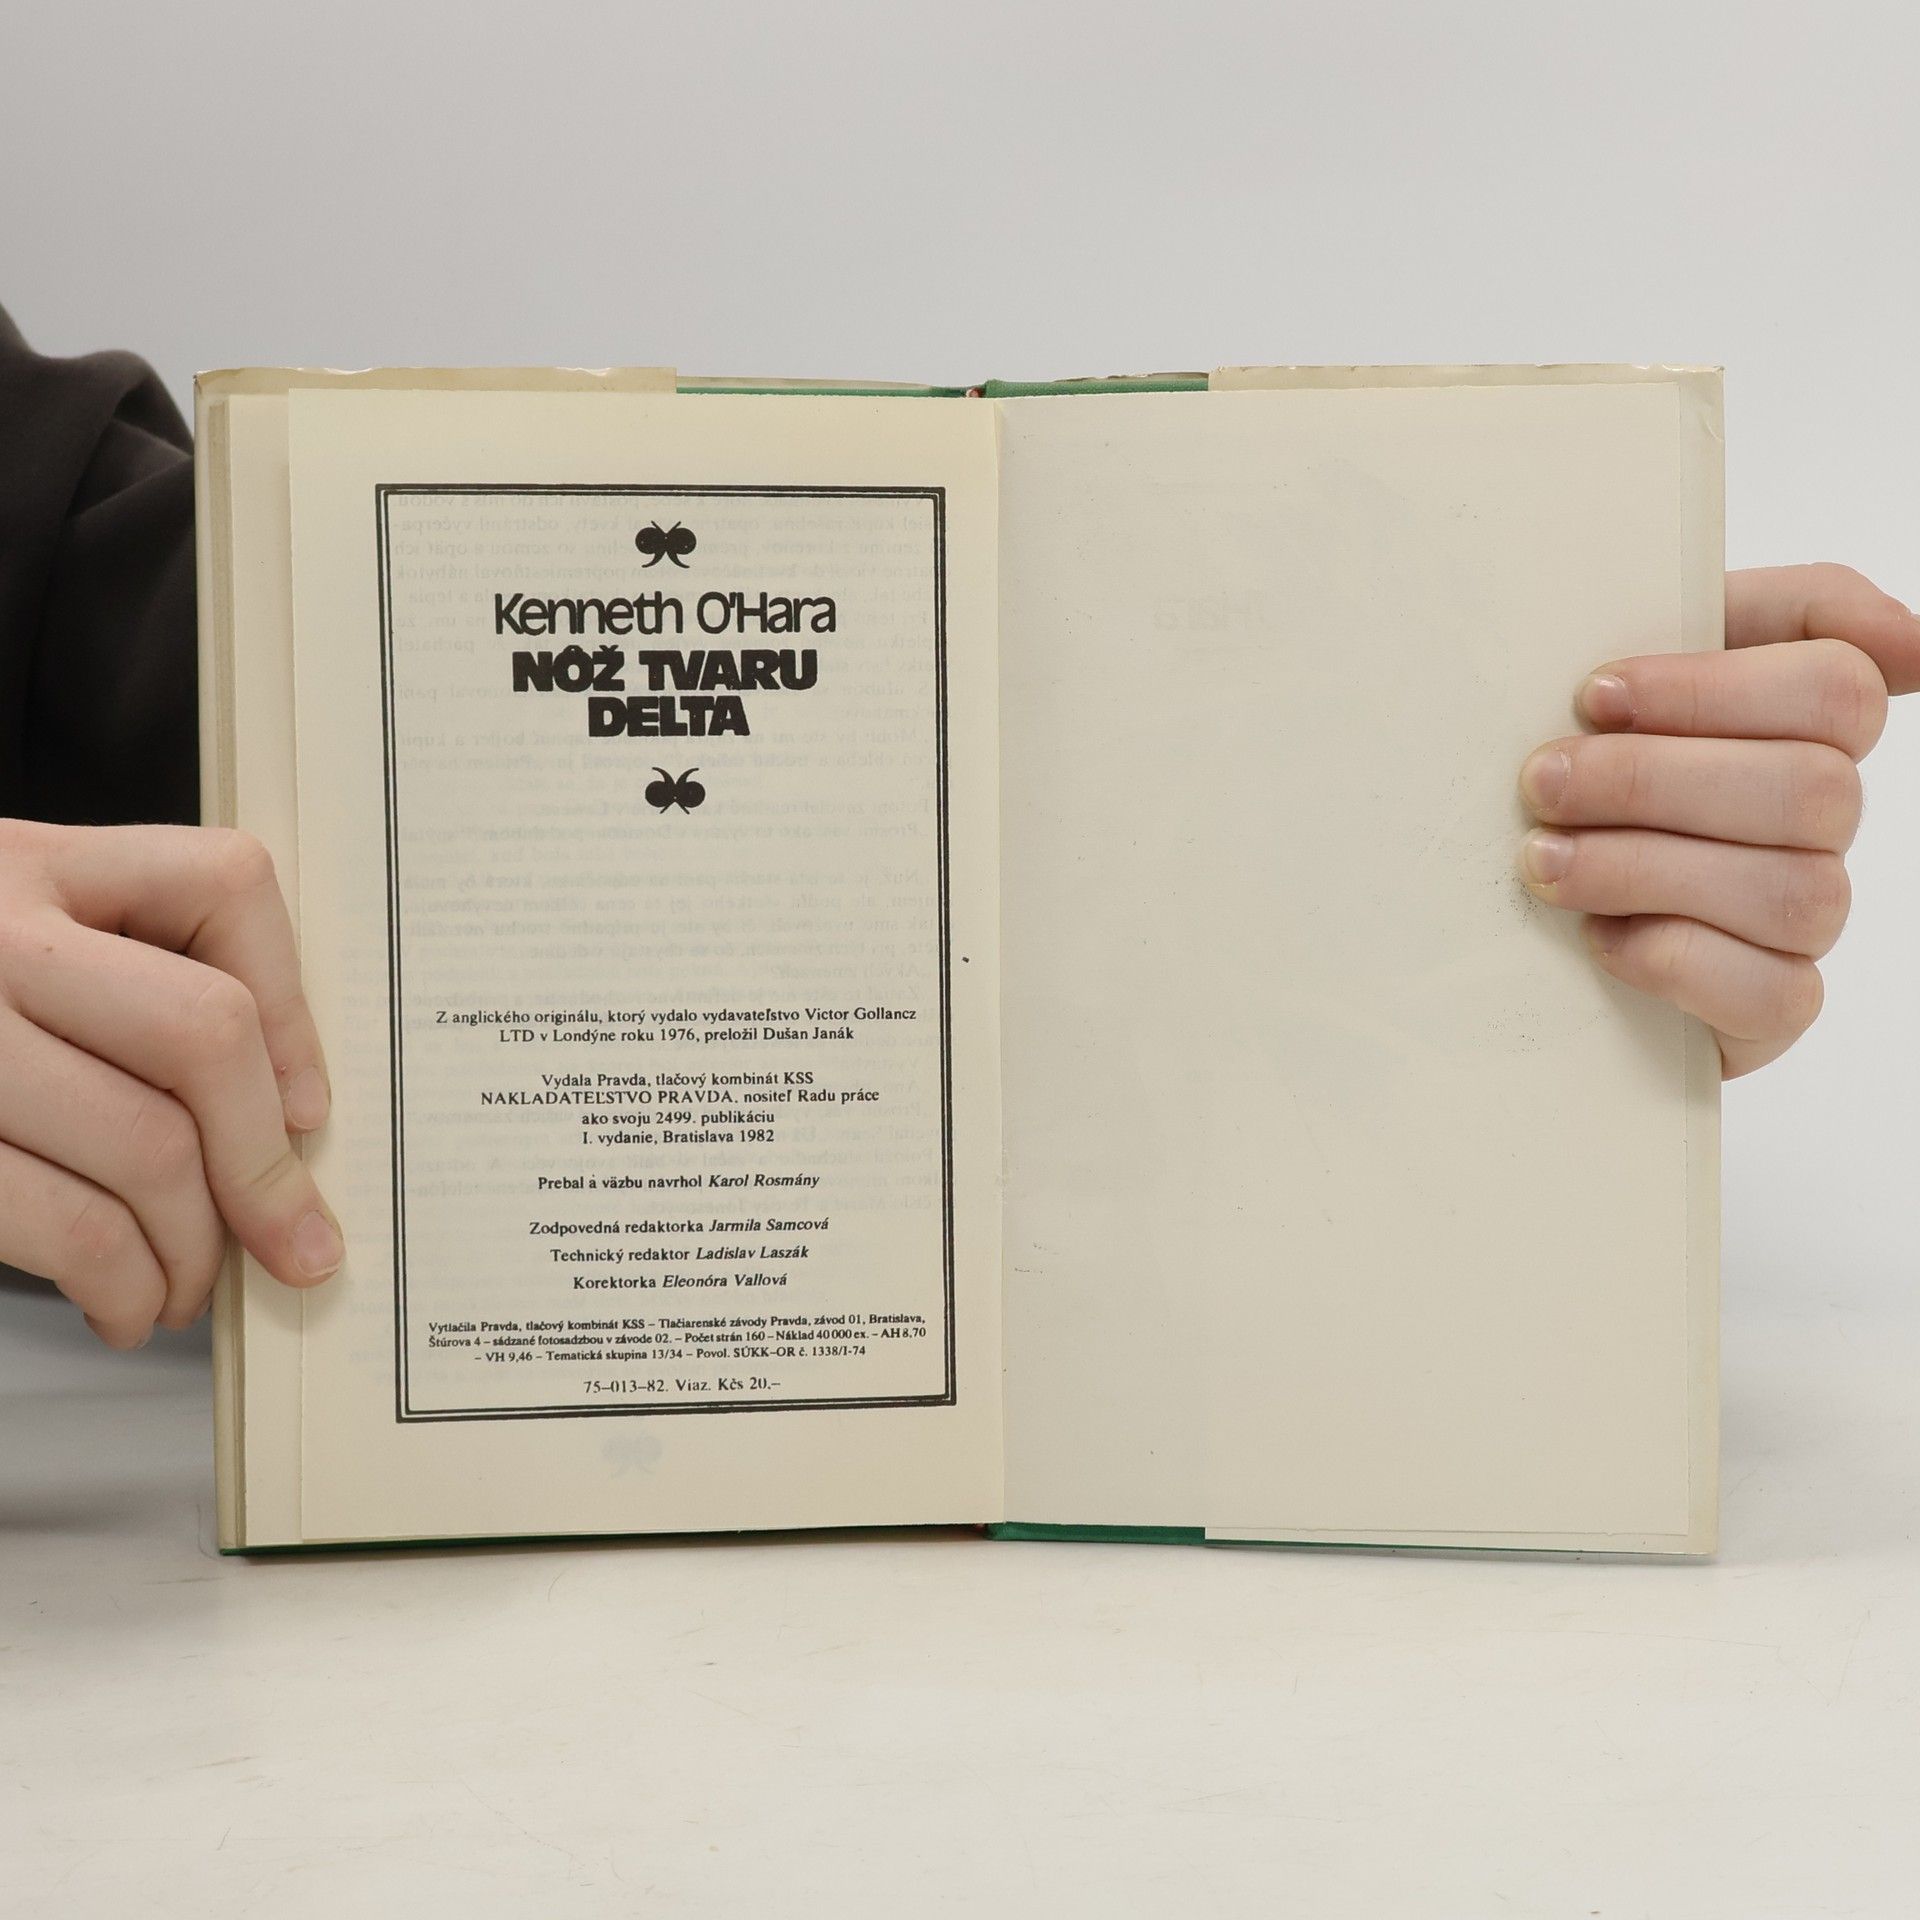 Kenneth O'Hara
NÔŽ TVARU
DELTA
Z anglického originálu, ktorý vydalo vydavateľstvo Victor Gollancz
LTD v Londýne roku 1976, preložil Dušan Janák
Vydala Pravda, tlačový kombinát KSS
NAKLADATEĽSTVO PRAVDA. nositeľ Radu práce
ako svoju 2499. publikáciu
I. vydanie, Bratislava 1982
Prebal a väzbu navrhol Karol Rosmány
Zodpovedná redaktorka Jarmila Samcová
Technický redaktor Ladislav Laszák
Korektorka Eleonóra Vallová
Vytlačila Pravda, tlačový kombinát KSS – Tlačiarenské závody Pravda, závod 01, Bratislava,
Štúrova 4 – sádzané fotosadzbou v závode 02. – Počet strán 160 – Náklad 40 000 ex. – AH 8,70
– VH 9,46 – Tematická skupina 13/34 – Povol. SÚKK–OR č. 1338/I-74
75–013–82. Viaz. Kčs 20.–